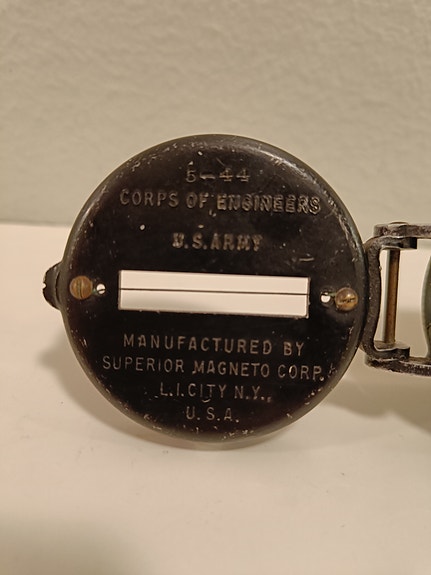 5-44
CORPS OF ENGINEERS
U.S. ARMY
MANUFACTURED BY
SUPERIOR MAGNETO CORP.
L.I. CITY N.Y.,
U.S.A.